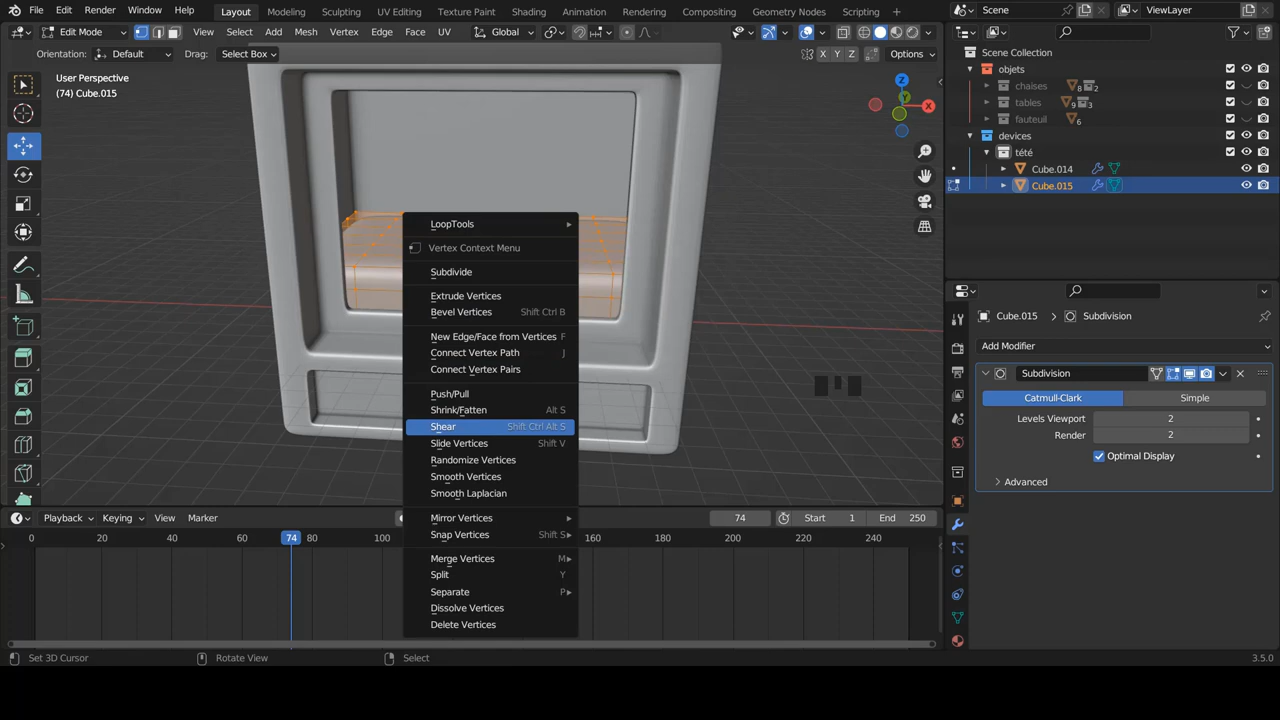 File Edit Render Window Help Layout Modeling Sculpting UV Editing Texture Paint Shading Animation Rendering Compositing Geometry Nodes Scripting Scene ViewLayer
Edit Mode View Select Add Mesh Vertex Edge Face UV Global
Orientation: Default Drag: Select Box X Y Z Options
User Perspective
(74) Cube.015
Z
Y
X
Scene Collection
objets
chaises 8 2
tables 9 3
fauteuil 6
devices
tété
Cube.014
Cube.015
LoopTools
Vertex Context Menu
Subdivide
Extrude Vertices
Bevel Vertices Shift Ctrl B
New Edge/Face from Vertices F
Connect Vertex Path J
Connect Vertex Pairs
Push/Pull
Shrink/Fatten Alt S
Shear Shift Ctrl Alt S
Slide Vertices Shift V
Randomize Vertices
Smooth Vertices
Smooth Laplacian
Mirror Vertices
Snap Vertices Shift S
Merge Vertices M
Split Y
Separate P
Dissolve Vertices
Delete Vertices
Cube.015 Subdivision
Add Modifier
Subdivision
Catmull-Clark Simple
Levels Viewport 2
Render 2
Optimal Display
Advanced
Playback Keying View Marker 74 Start 1 End 250
0 20 40 60 74 80 100 160 180 200 220 240
Set 3D Cursor Rotate View Select 3.5.0